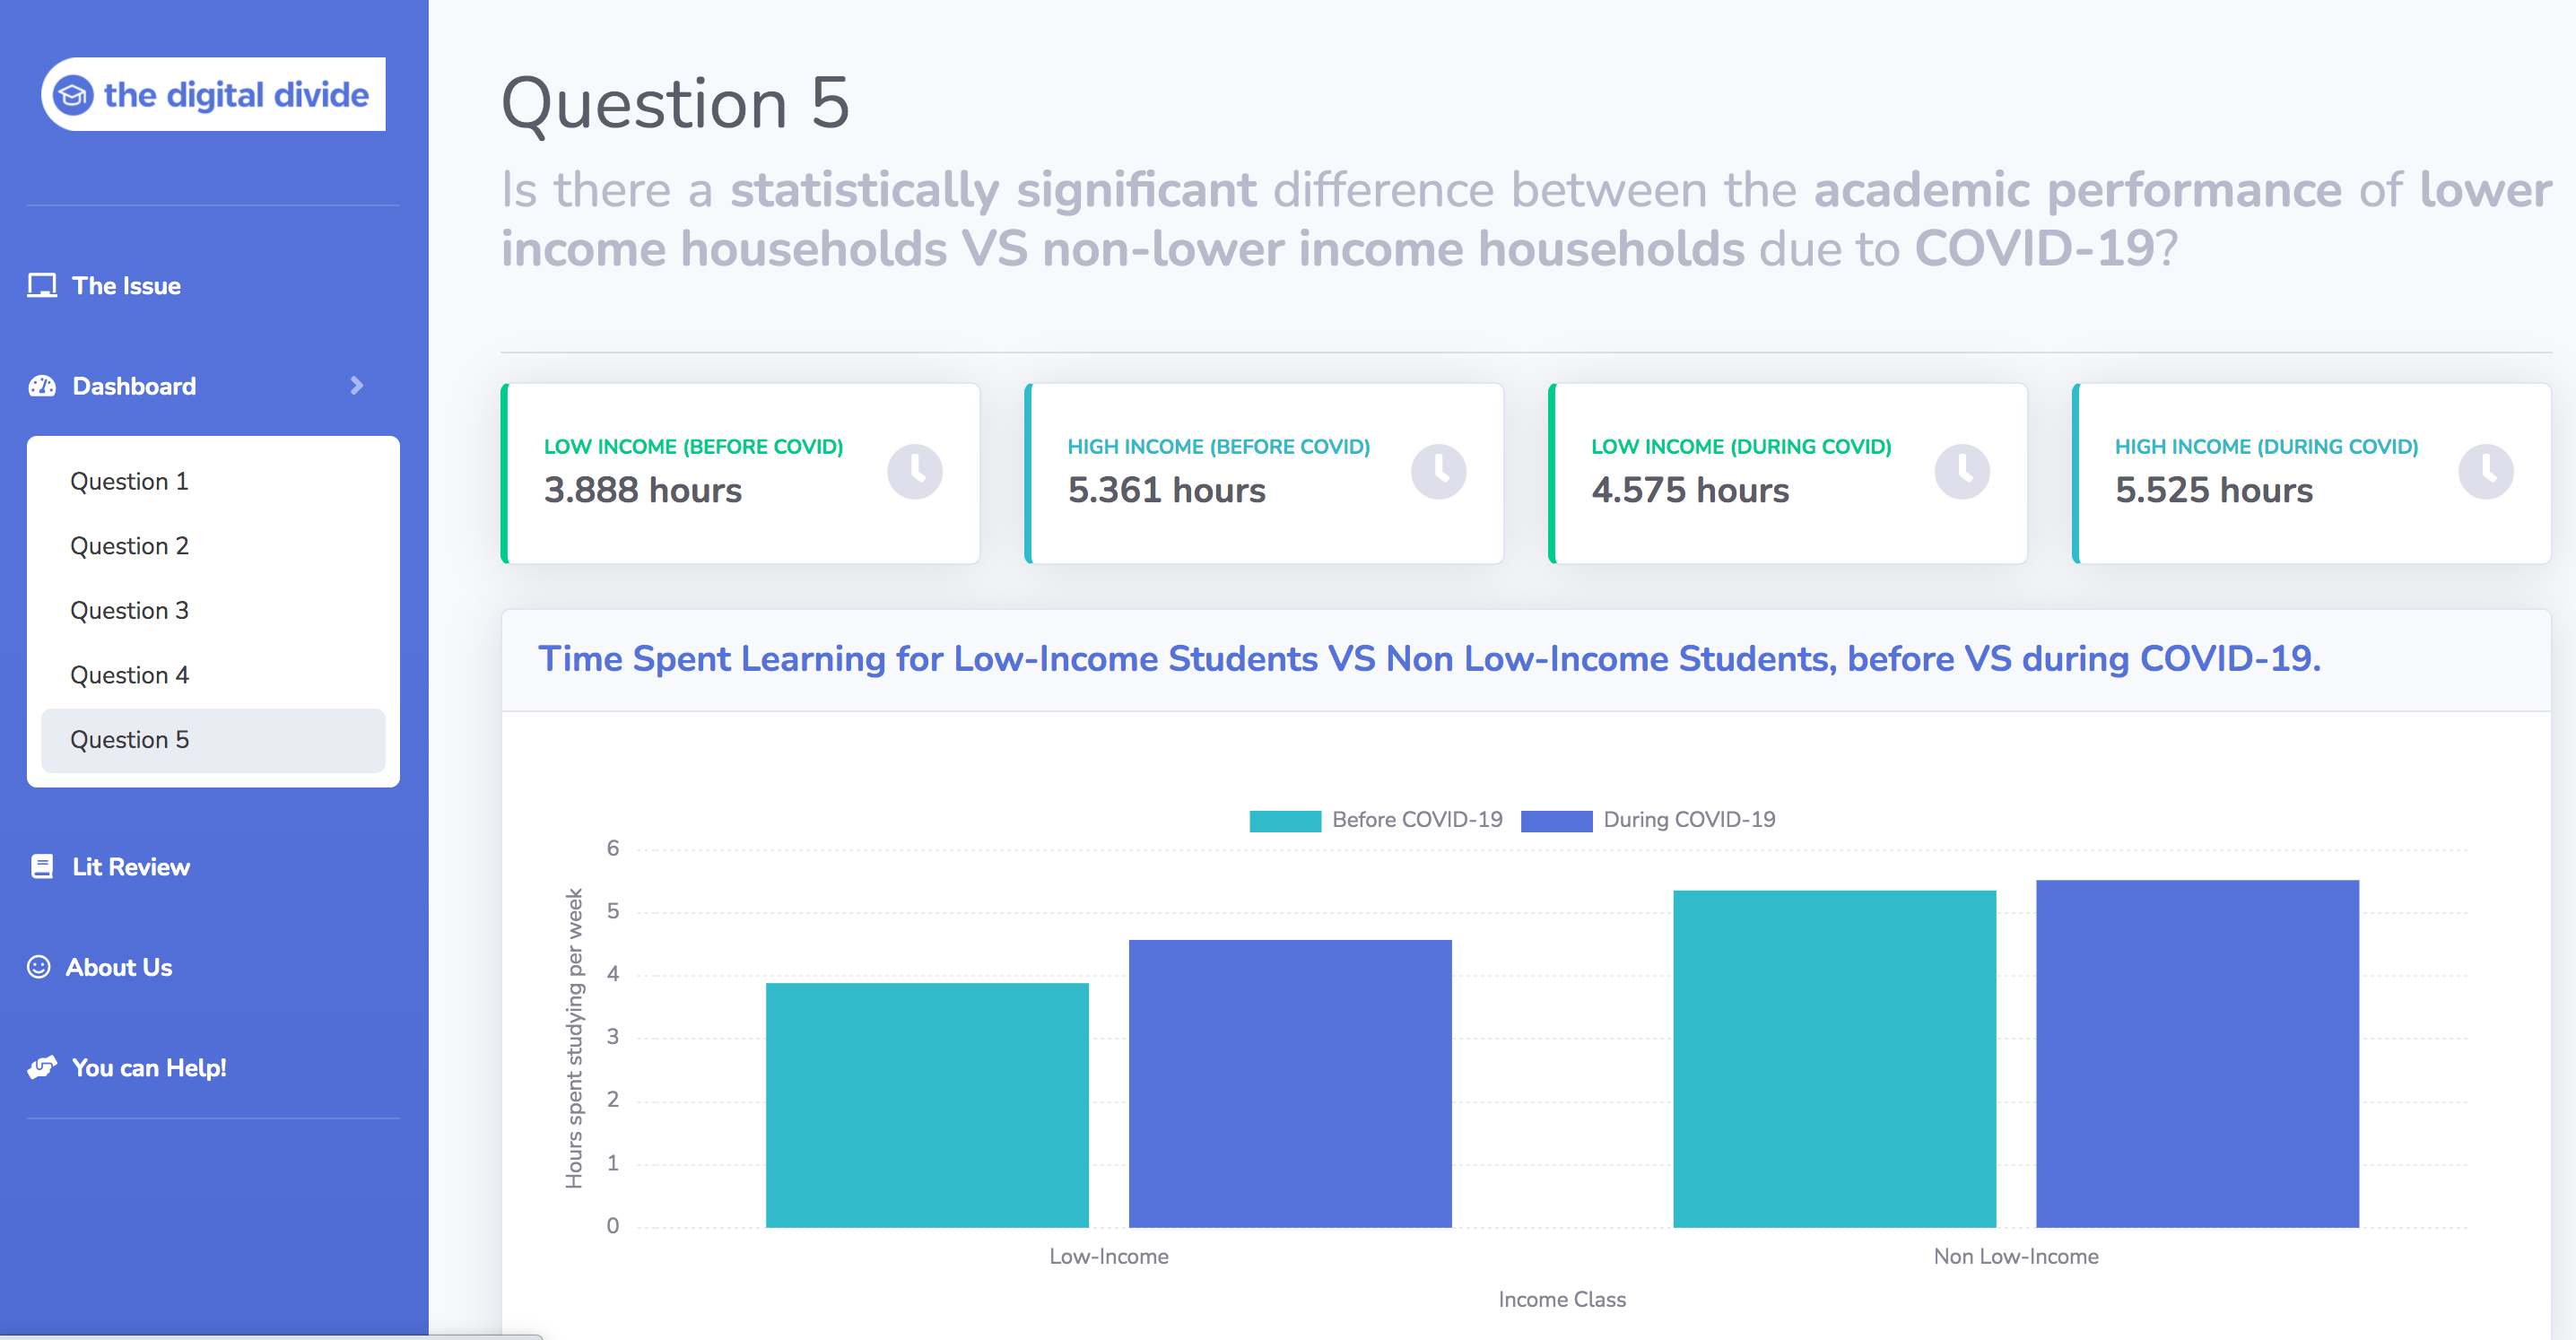 the digital divide
The Issue
Dashboard
Question 1
Question 2
Question 3
Question 4
Question 5
Lit Review
About Us
You can Help!
Question 5
Is there a statistically significant difference between the academic performance of lower
income households VS non-lower income households due to COVID-19?
LOW INCOME (BEFORE COVID)
3.888 hours
HIGH INCOME (BEFORE COVID)
5.361 hours
LOW INCOME (DURING COVID)
4.575 hours
HIGH INCOME (DURING COVID)
5.525 hours
Time Spent Learning for Low-Income Students VS Non Low-Income Students, before VS during COVID-19.
Before COVID-19
During COVID-19
Hours spent studying per week
6
5
4
3
2
1
0
Low-Income
Non Low-Income
Income Class